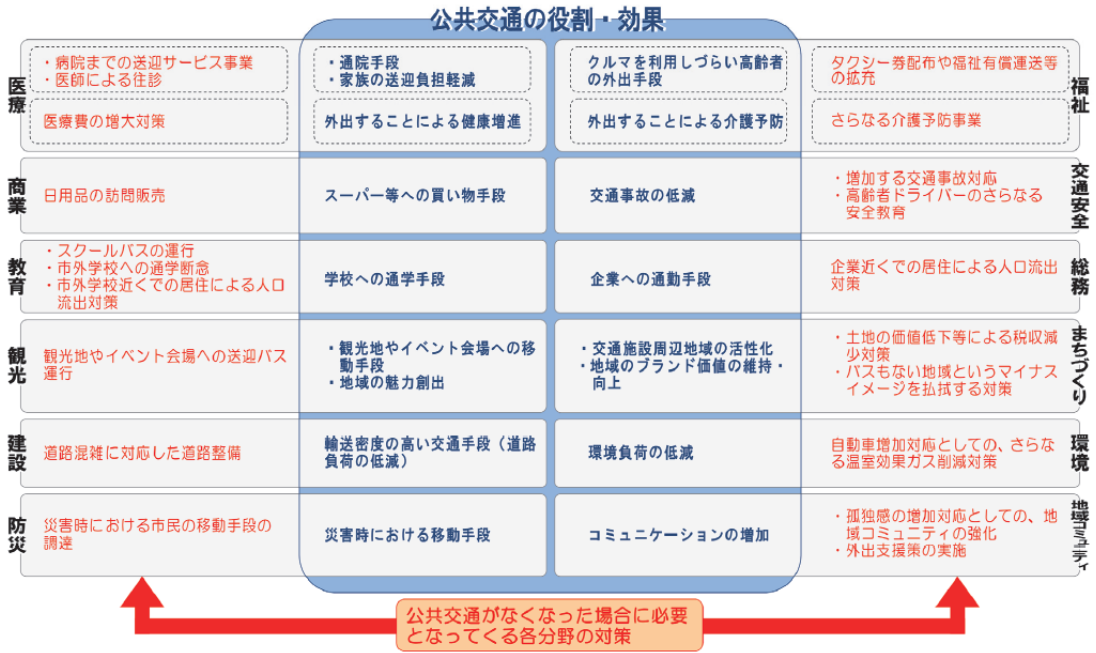 公共交通の役割・効果
医療
・病院までの送迎サービス事業
・医師による往診
医療費の増大対策
・通院手段
・家族の送迎負担軽減
外出することによる健康増進
クルマを利用しづらい高齢者
の外出手段
外出することによる介護予防
タクシー券配布や福祉有償運送等
の拡充
さらなる介護予防事業
福祉
商業
日用品の訪問販売
スーパー等への買い物手段
交通事故の低減
・増加する交通事故対応
・高齢者ドライバーのさらなる
安全教育
交通安全
教育
・スクールバスの運行
・市外学校への通学断念
・市外学校近くでの居住による人口
流出対策
学校への通学手段
企業への通勤手段
企業近くでの居住による人口流出
対策
総務
観光
観光地やイベント会場への送迎バス
運行
・観光地やイベント会場への移
動手段
・地域の魅力創出
・交通施設周辺地域の活性化
・地域のブランド価値の維持・
向上
・土地の価値低下等による税収減
少対策
・バスもない地域というマイナス
イメージを払拭する対策
まちづくり
建設
道路混雑に対応した道路整備
輸送密度の高い交通手段（道路
負荷の低減）
環境負荷の低減
自動車増加対応としての、さらな
る温室効果ガス削減対策
環境
防災
災害時における市民の移動手段の
調達
災害時における移動手段
コミュニケーションの増加
・孤独感の増加対応としての、地
域コミュニティの強化
・外出支援策の実施
地域コミュニティ
公共交通がなくなった場合に必要
となってくる各分野の対策